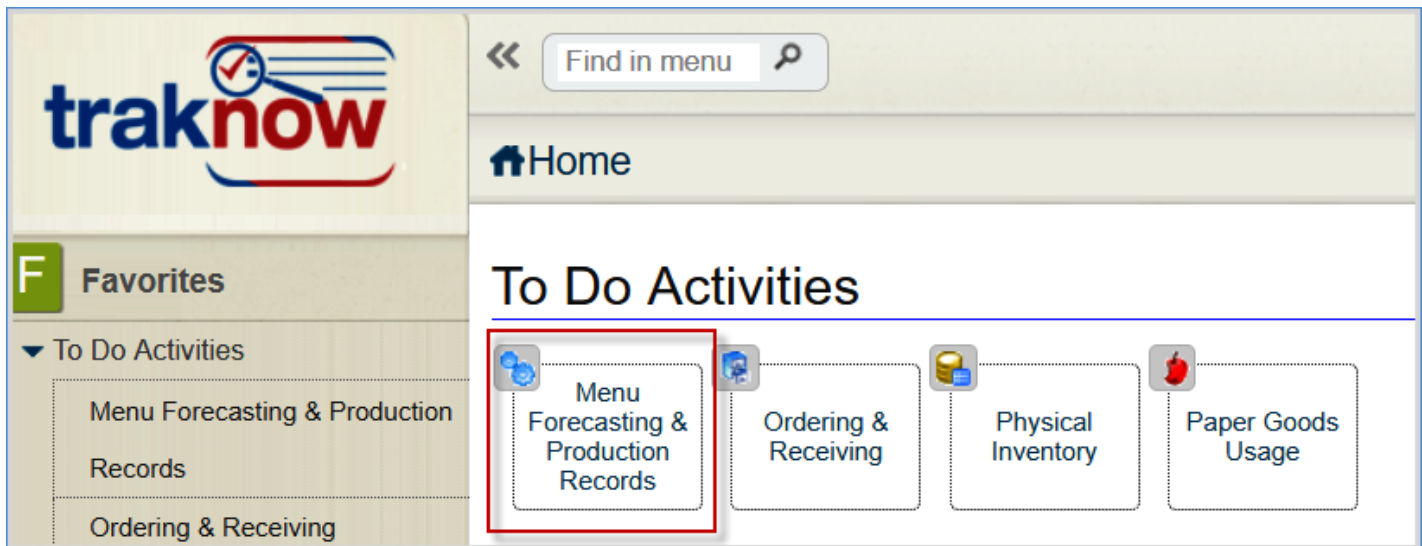 traknow
Find in menu
Home
F Favorites
To Do Activities
Menu Forecasting & Production
Records
Ordering & Receiving
To Do Activities
Menu
Forecasting &
Production
Records
Ordering &
Receiving
Physical
Inventory
Paper Goods
Usage